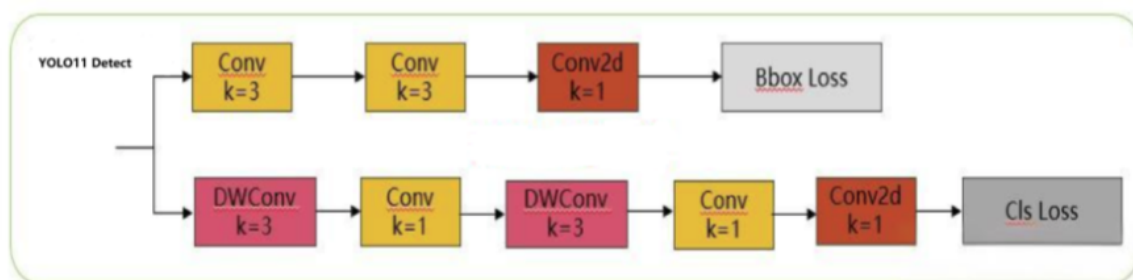 YOLO11 Detect
Conv
k=3
Conv
k=3
Conv2d
k=1
Bbox Loss
DWConv
k=3
Conv
k=1
DWConv
k=3
Conv
k=1
Conv2d
k=1
Cls Loss